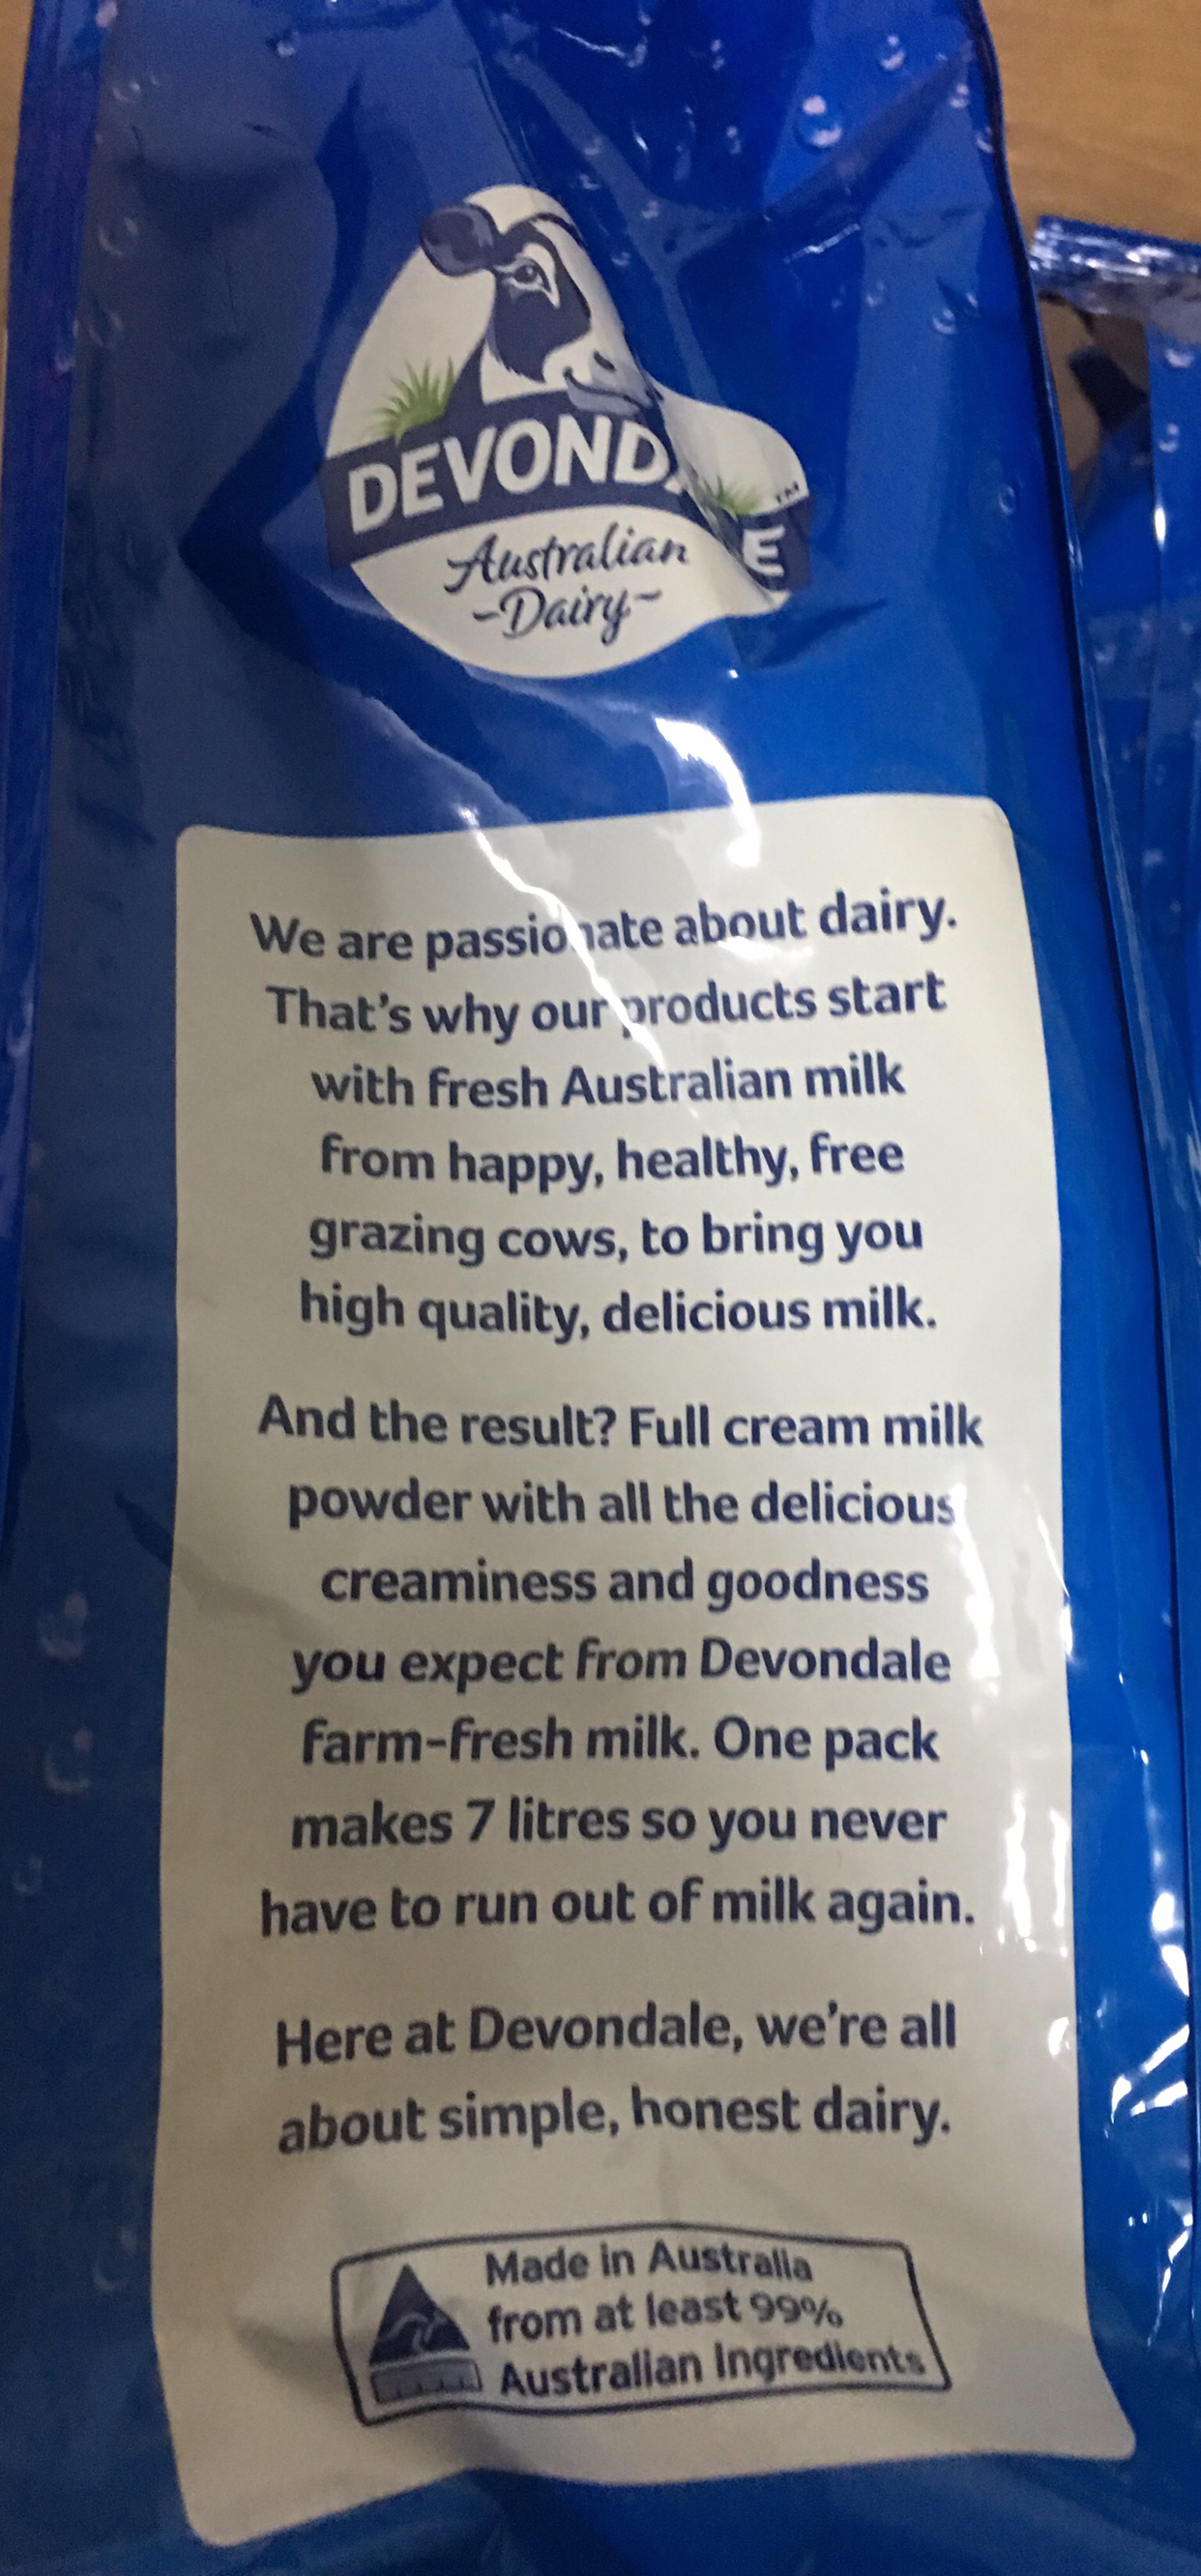 DEVONDALE™
Australian
-Dairy-
We are passionate about dairy.
That's why our products start
with fresh Australian milk
from happy, healthy, free
grazing cows, to bring you
high quality, delicious milk.
And the result? Full cream milk
powder with all the delicious
creaminess and goodness
you expect from Devondale
farm-fresh milk. One pack
makes 7 litres so you never
have to run out of milk again.
Here at Devondale, we're all
about simple, honest dairy.
Made in Australia
from at least 99%
Australian Ingredients